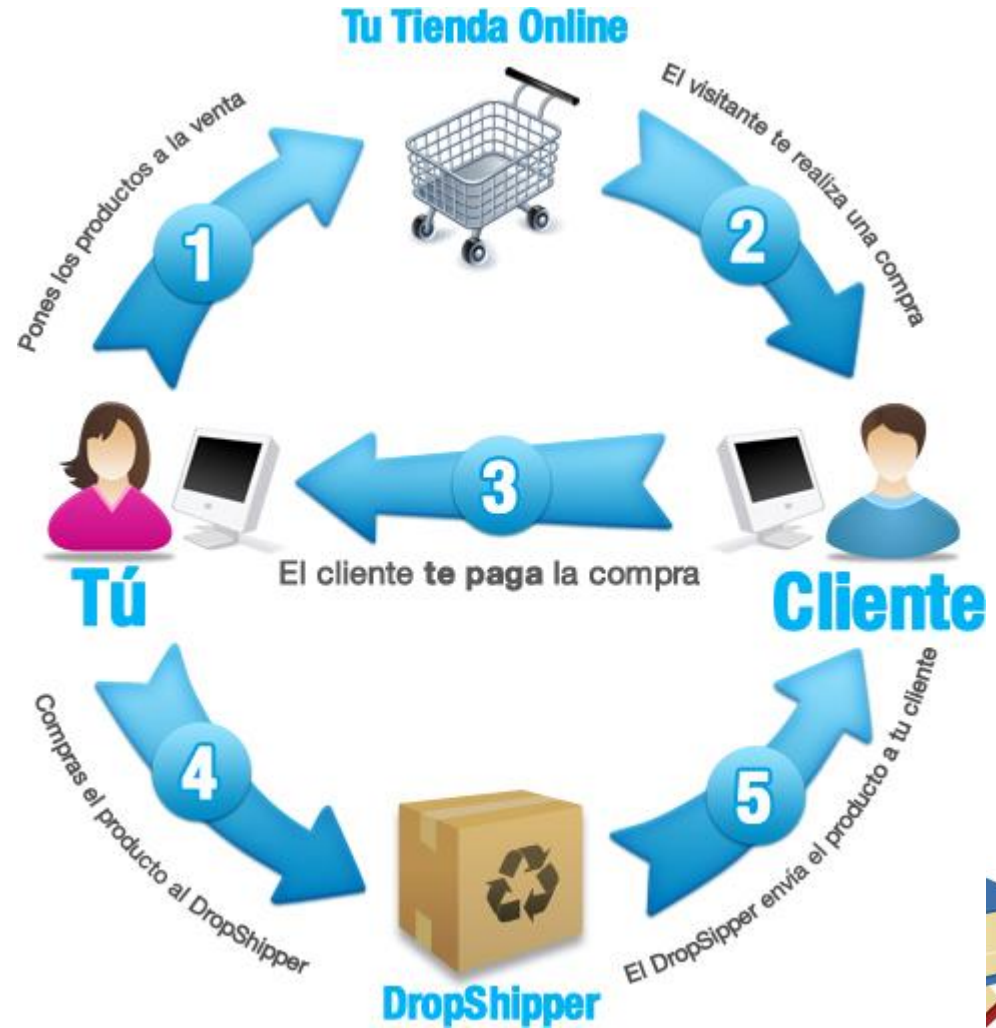 Tu Tienda Online
Pones los productos a la venta
1
El visitante te realiza una compra
2
3
El cliente te paga la compra
Tú
Cliente
Compras el producto al DropShipper
4
5
El DropSipper envía el producto a tu cliente
DropShipper